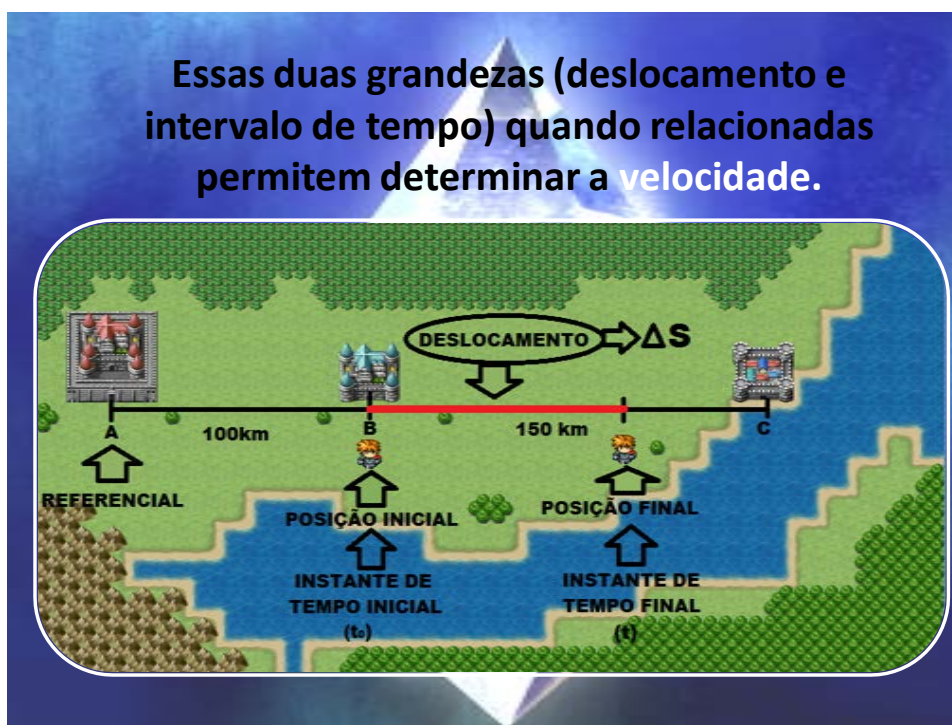 Essas duas grandezas (deslocamento e
intervalo de tempo) quando relacionadas
permitem determinar a velocidade.
DESLOCAMENTO
ΔS
A
100km
B
150 km
C
REFERENCIAL
POSIÇÃO INICIAL
POSIÇÃO FINAL
INSTANTE DE
TEMPO INICIAL
(t₀)
INSTANTE DE
TEMPO FINAL
(t)